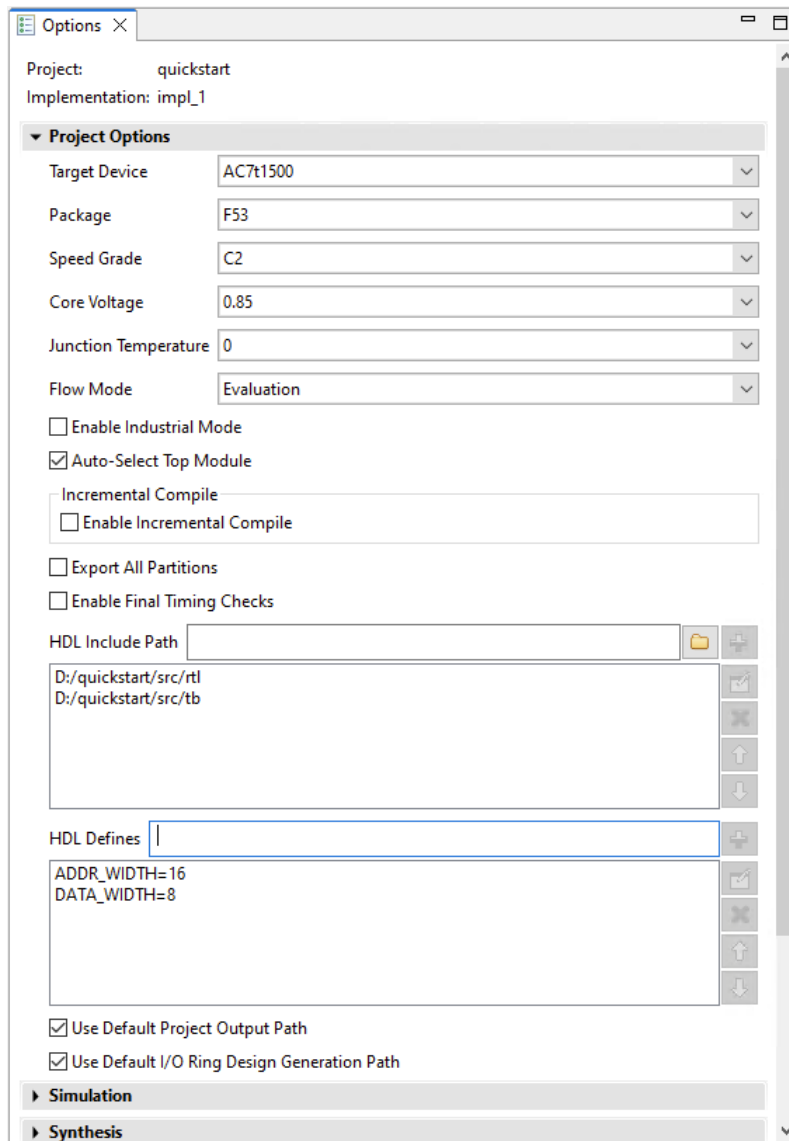 Options
Project: quickstart
Implementation: impl_1
Project Options
Target Device AC7t1500
Package F53
Speed Grade C2
Core Voltage 0.85
Junction Temperature 0
Flow Mode Evaluation
Enable Industrial Mode
Auto-Select Top Module
Incremental Compile
Enable Incremental Compile
Export All Partitions
Enable Final Timing Checks
HDL Include Path
D:/quickstart/src/rtl
D:/quickstart/src/tb
HDL Defines
ADDR_WIDTH=16
DATA_WIDTH=8
Use Default Project Output Path
Use Default I/O Ring Design Generation Path
Simulation
Synthesis